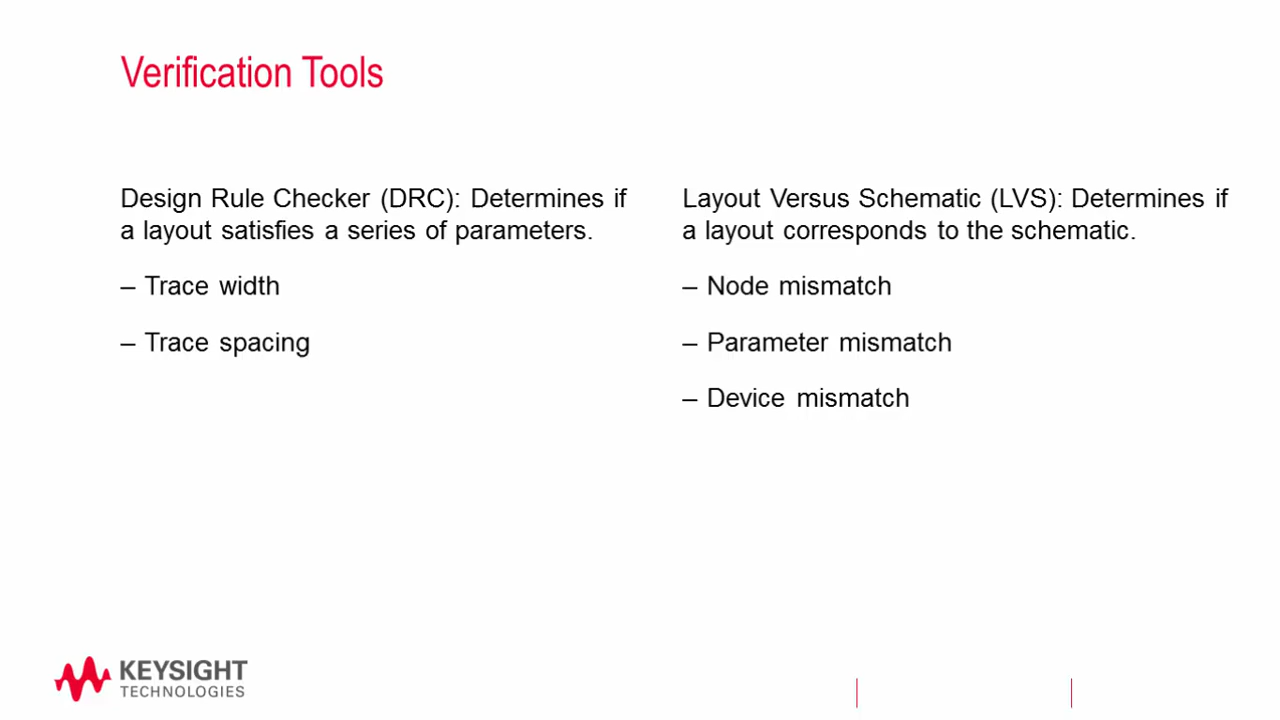 Verification Tools
Design Rule Checker (DRC): Determines if
a layout satisfies a series of parameters.
– Trace width
– Trace spacing
Layout Versus Schematic (LVS): Determines if
a layout corresponds to the schematic.
– Node mismatch
– Parameter mismatch
– Device mismatch
KEYSIGHT
TECHNOLOGIES